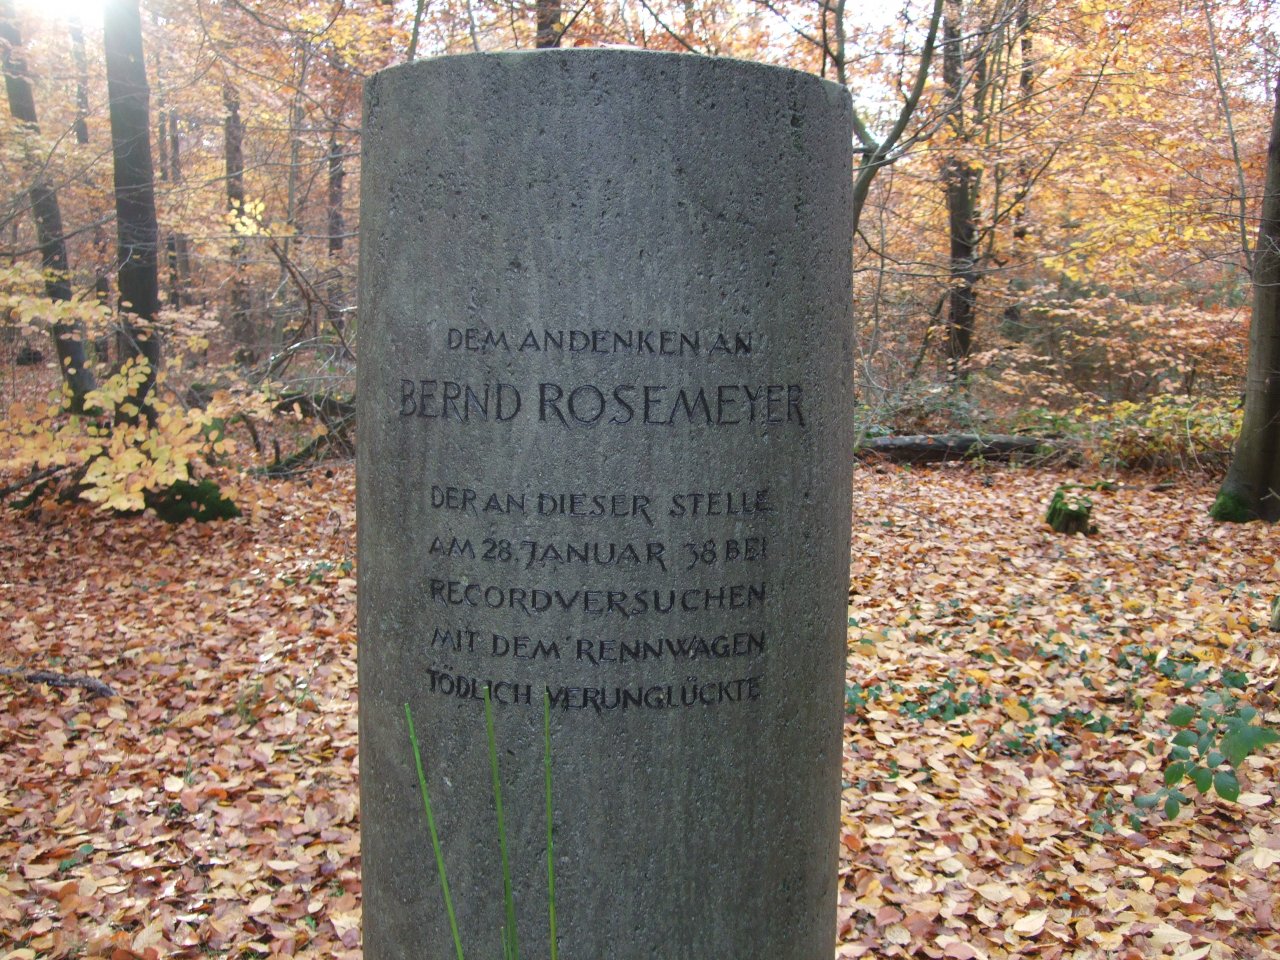 DEM ANDENKEN AN
BERND ROSEMEYER
DER AN DIESER STELLE
AM 28. JANUAR 38 BEI
RECORDVERSUCHEN
MIT DEM RENNWAGEN
TÖDLICH VERUNGLÜCKTE